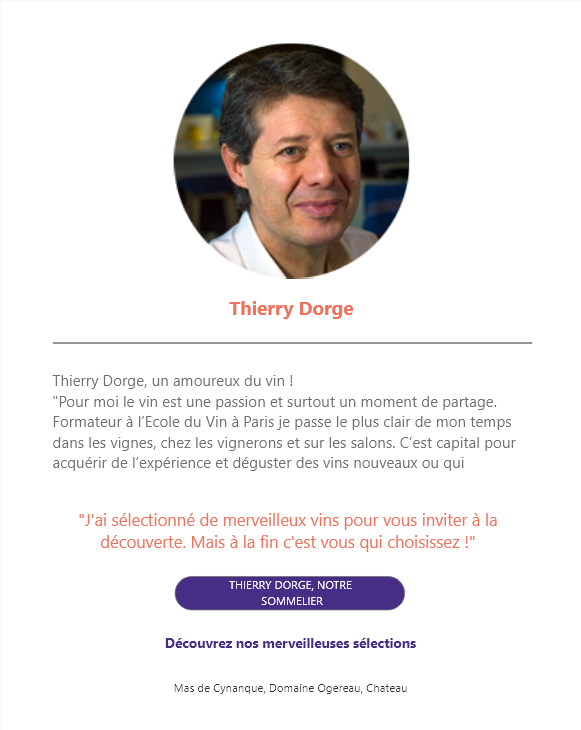 Thierry Dorge
Thierry Dorge, un amoureux du vin !
"Pour moi le vin est une passion et surtout un moment de partage.
Formateur à l’Ecole du Vin à Paris je passe le plus clair de mon temps
dans les vignes, chez les vignerons et sur les salons. C’est capital pour
acquérir de l’expérience et déguster des vins nouveaux ou qui
"J'ai sélectionné de merveilleux vins pour vous inviter à la
découverte. Mais à la fin c'est vous qui choisissez !"
THIERRY DORGE, NOTRE
SOMMELIER
Découvrez nos merveilleuses sélections
Mas de Cynanque, Domaine Ogereau, Chateau